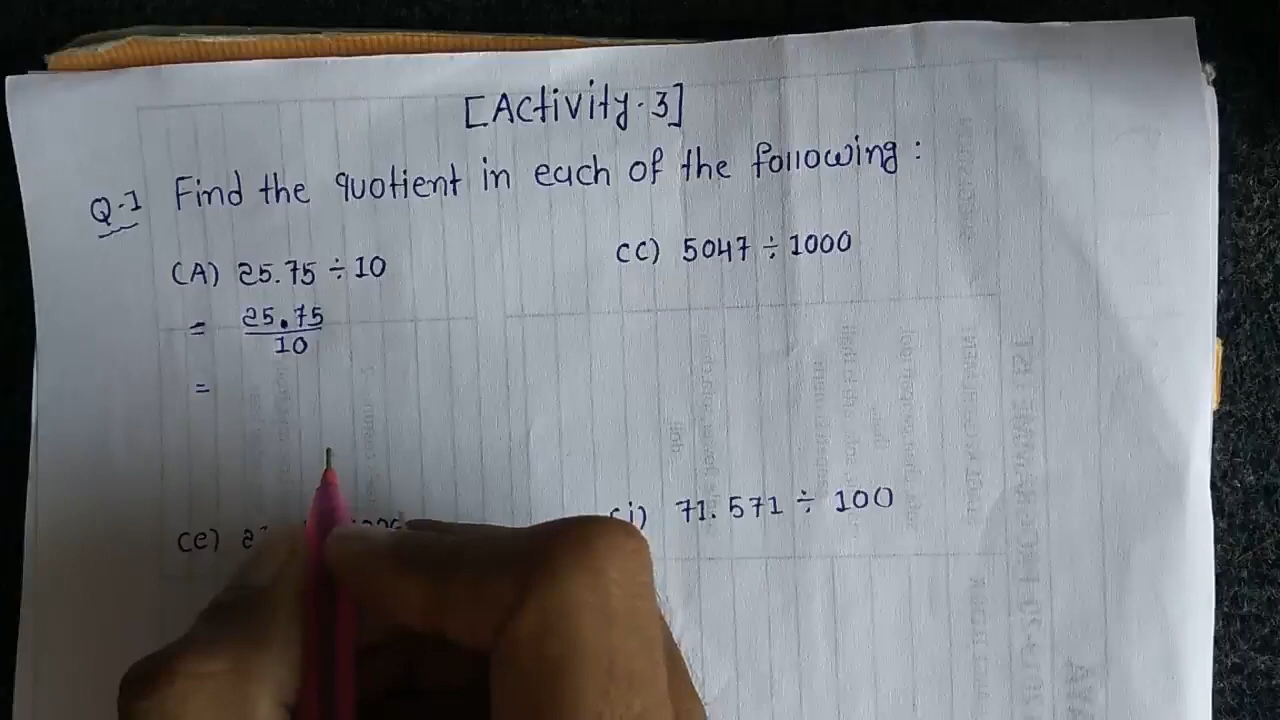 [Activity.3]
Q.1 Find the quotient in each of the following :
(A) 25.75 ÷ 10
= 25.75
10
=
(C) 5047 ÷ 1000
(e)
(i) 71.571 ÷ 100